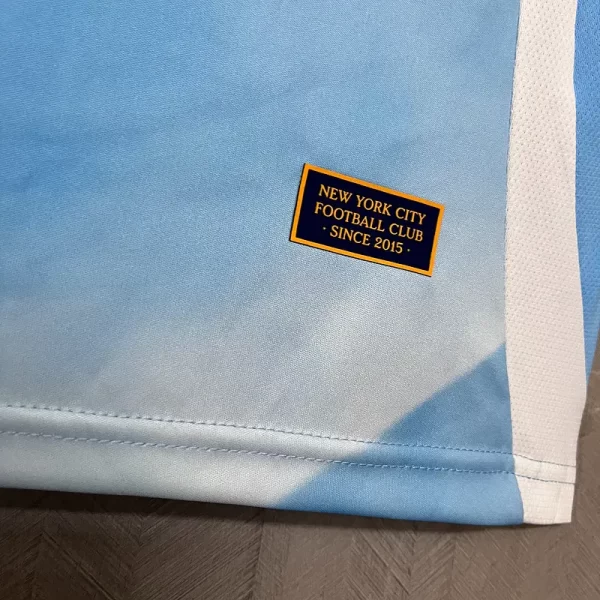 NEW YORK CITY
FOOTBALL CLUB
· SINCE 2015 ·